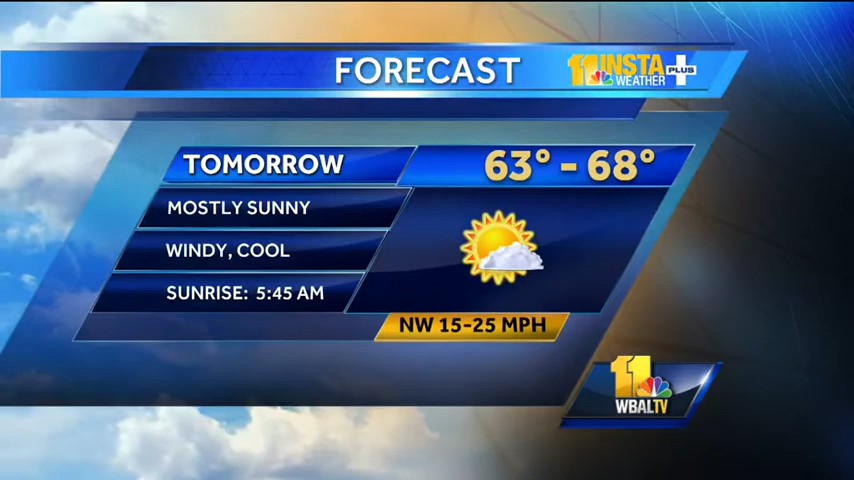 FORECAST
11 INSTA
WEATHER PLUS
TOMORROW
63° - 68°
MOSTLY SUNNY
WINDY, COOL
SUNRISE: 5:45 AM
NW 15-25 MPH
11
WBALTV